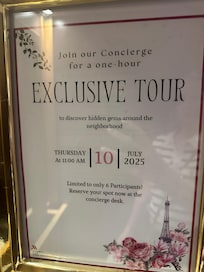 Join our Concierge
for a one-hour
EXCLUSIVE TOUR
to discover hidden gems around the
neighborhood
THURSDAY
At 11:00 AM
10
JULY
2025
Limited to only 6 Participants!
Reserve your spot now at the
concierge desk.